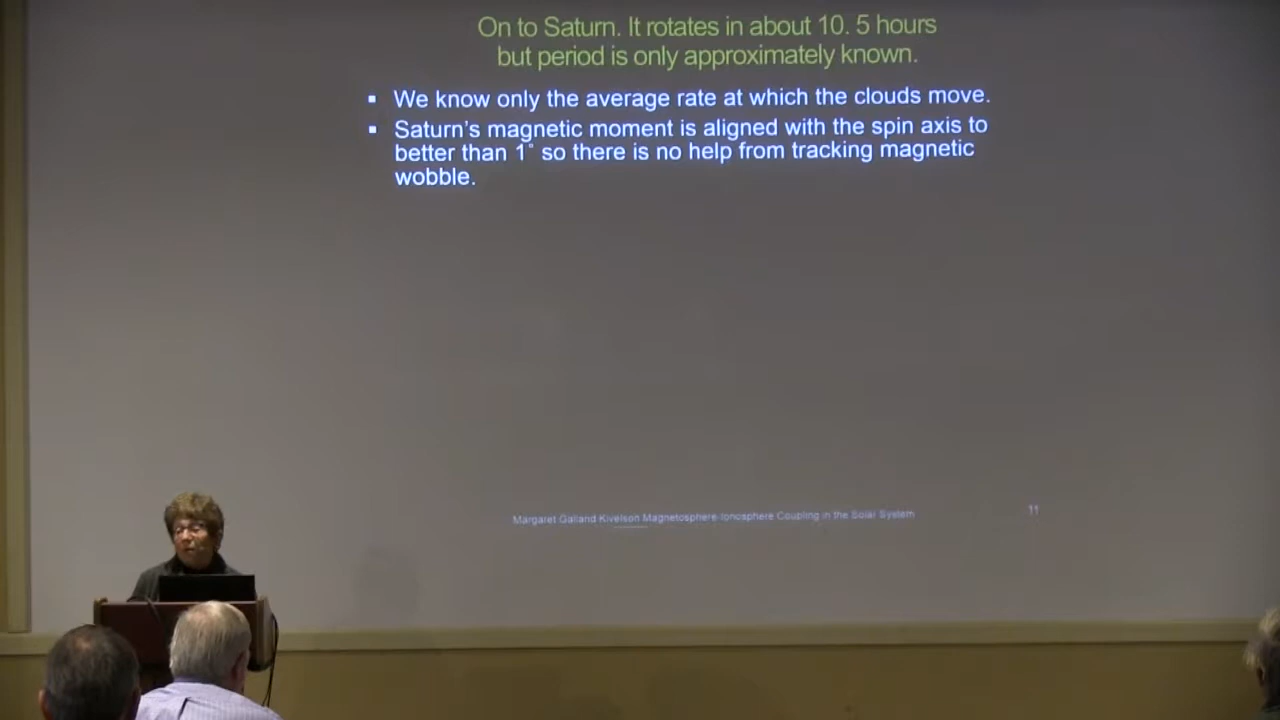 On to Saturn. It rotates in about 10. 5 hours
but period is only approximately known.
▪ We know only the average rate at which the clouds move.
▪ Saturn's magnetic moment is aligned with the spin axis to
better than 1° so there is no help from tracking magnetic
wobble.
Margaret Galland Kivelson Magnetosphere-Ionosphere Coupling in the Solar System
11